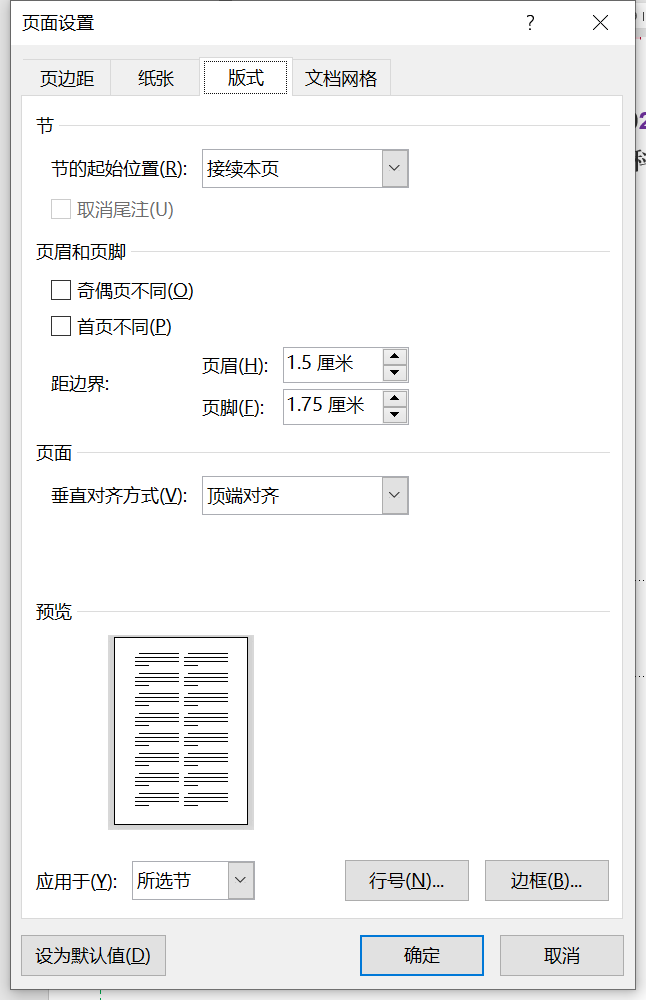 页面设置
页边距 纸张 版式 文档网格
节
节的起始位置(R): 接续本页
取消尾注(U)
页眉和页脚
奇偶页不同(O)
首页不同(P)
距边界:
页眉(H): 1.5 厘米
页脚(F): 1.75 厘米
页面
垂直对齐方式(V): 顶端对齐
预览
应用于(Y): 所选节 行号(N)... 边框(B)...
设为默认值(D) 确定 取消